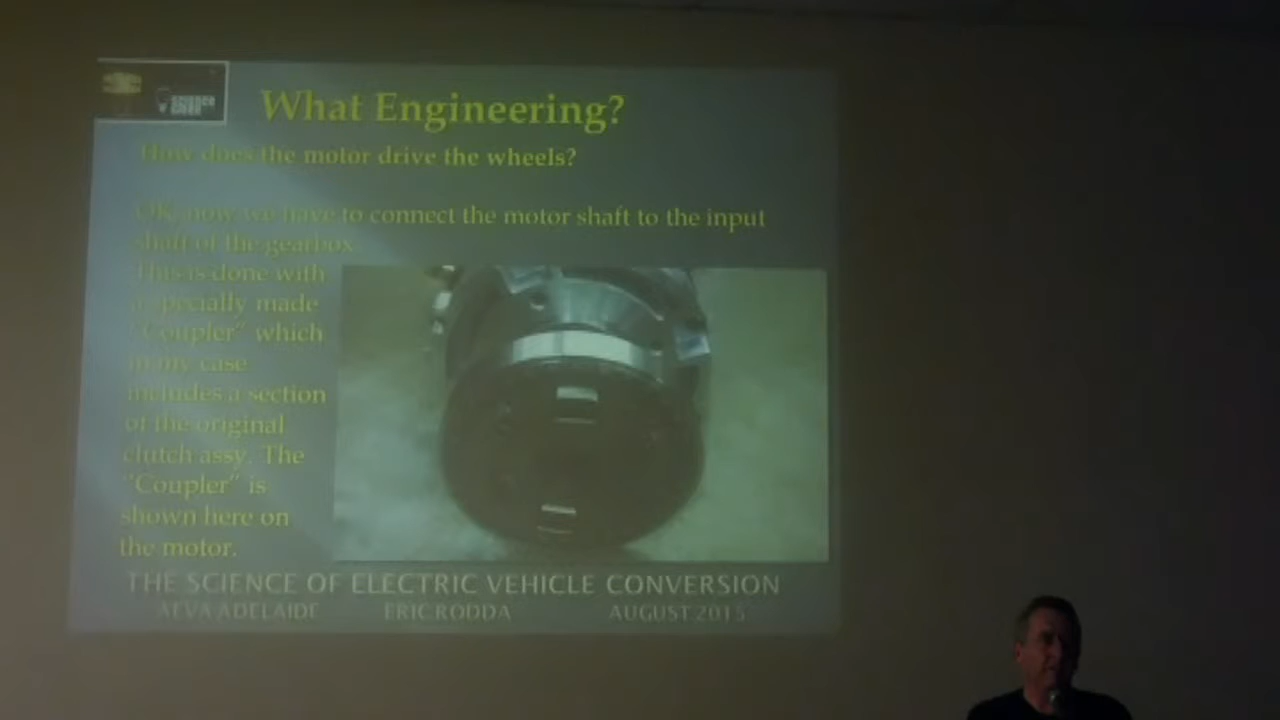 SCIENCE
ALIVE
What Engineering?
How does the motor drive the wheels?
OK, now we have to connect the motor shaft to the input
shaft of the gearbox
This is done with
a specially made
"Coupler" which
in my case
includes a section
of the original
clutch assy. The
"Coupler" is
shown here on
the motor.
THE SCIENCE OF ELECTRIC VEHICLE CONVERSION
AEVA ADELAIDE ERIC RODDA AUGUST 2015